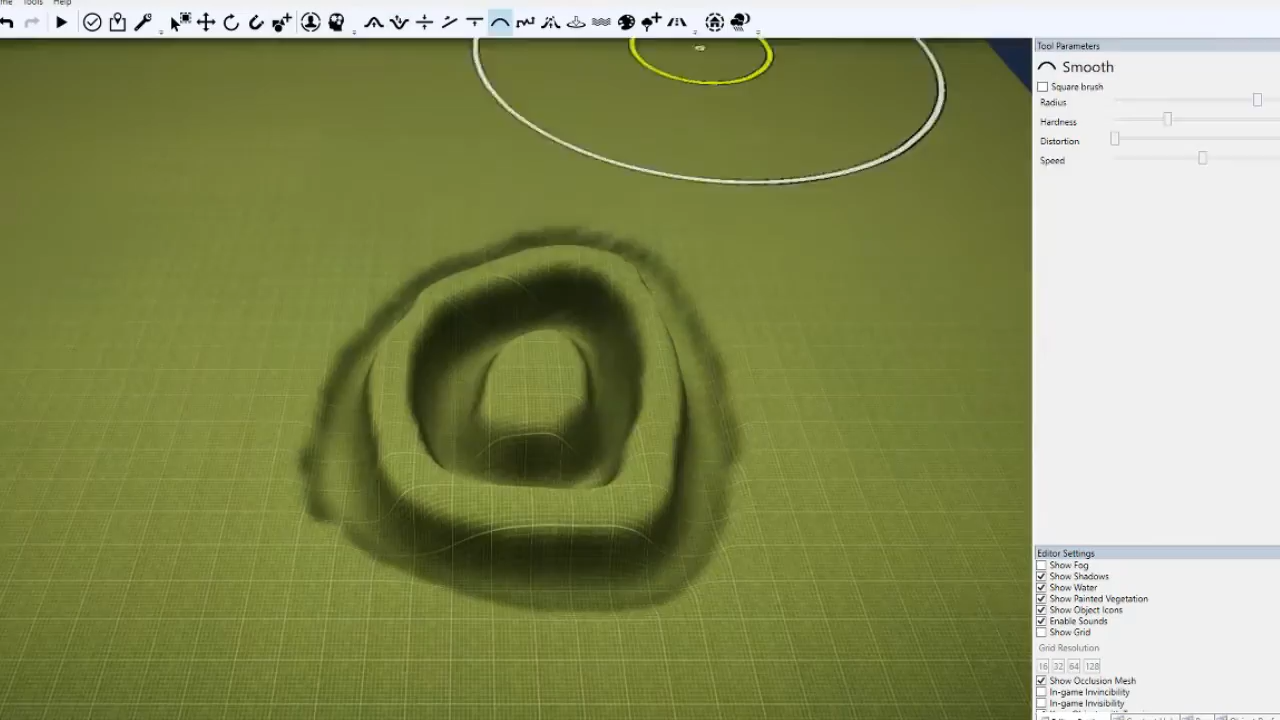 Tools Help
Tool Parameters
Smooth
Square brush
Radius
Hardness
Distortion
Speed
Editor Settings
Show Fog
Show Shadows
Show Water
Show Painted Vegetation
Show Object Icons
Enable Sounds
Show Grid
Grid Resolution
16 32 64 128
Show Occlusion Mesh
In-game Invincibility
In-game Invisibility